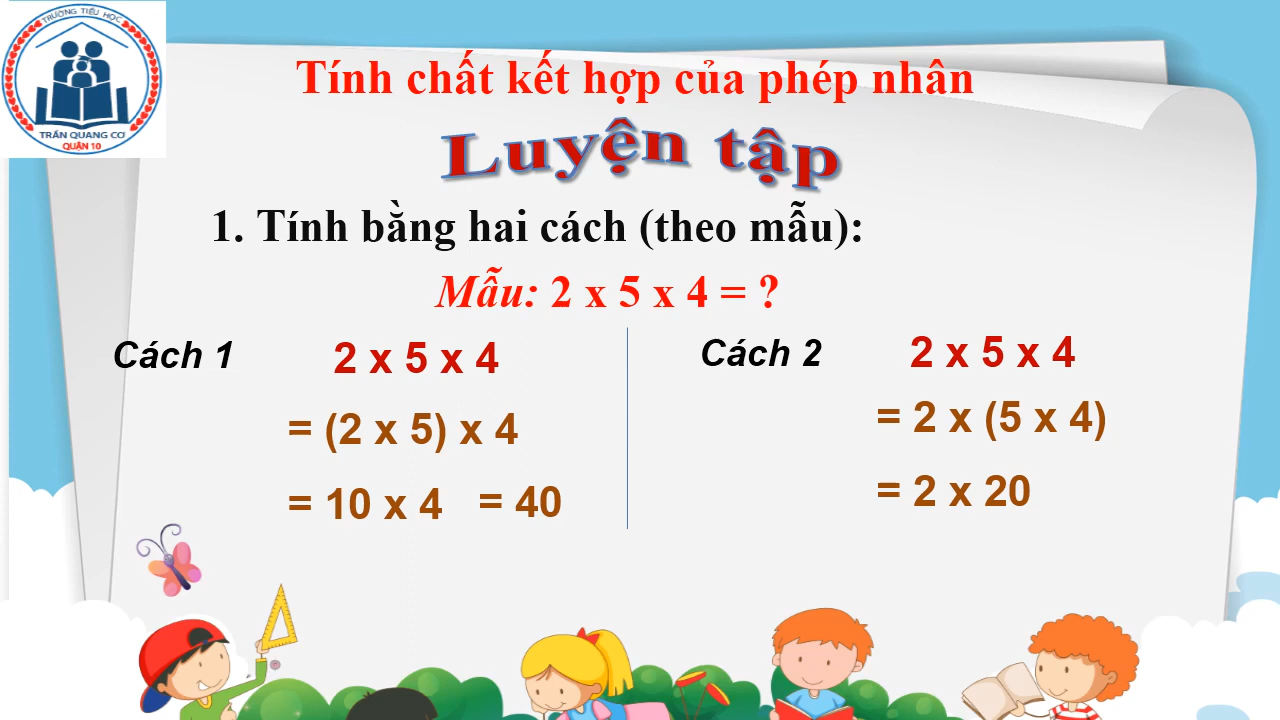 TRƯỜNG TIỂU HỌC
TRẦN QUANG CƠ
QUẬN 10
Tính chất kết hợp của phép nhân
Luyện tập
1. Tính bằng hai cách (theo mẫu):
Mẫu: 2 x 5 x 4 = ?
Cách 1 2 x 5 x 4
= (2 x 5) x 4
= 10 x 4 = 40
Cách 2 2 x 5 x 4
= 2 x (5 x 4)
= 2 x 20